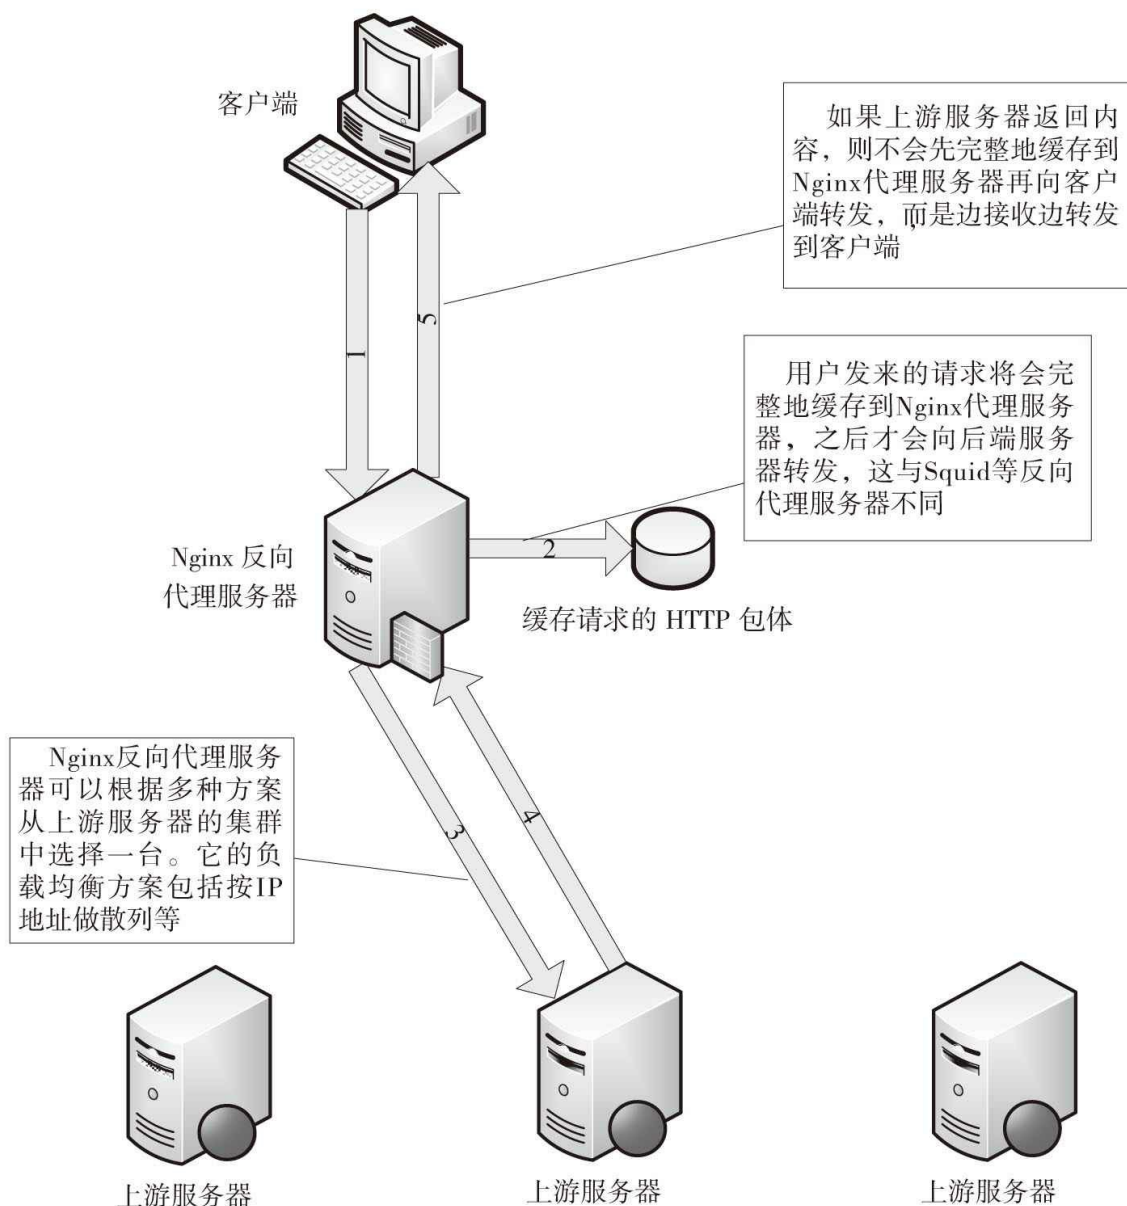 客户端
如果上游服务器返回内
容，则不会先完整地缓存到
Nginx代理服务器再向客户
端转发，而是边接收边转发
到客户端，
1
5
用户发来的请求将会完
整地缓存到Nginx代理服务
器，之后才会向后端服务
器转发，这与Squid等反向
代理服务器不同
Nginx 反向
代理服务器
2
缓存请求的 HTTP 包体
Nginx反向代理服务
器可以根据多种方案
从上游服务器的集群
中选择一台。它的负
载均衡方案包括按IP
地址做散列等
3
4
上游服务器
上游服务器
上游服务器